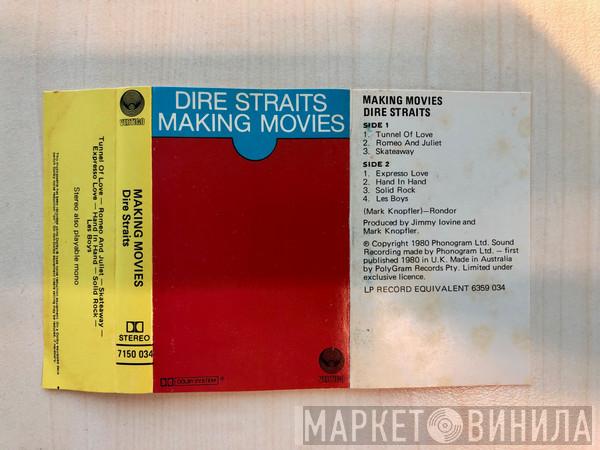 Tunnel Of Love — Romeo And Juliet — Skateaway —
Expresso Love — Hand In Hand — Solid Rock —
Les Boys
Stereo also playable mono
VERTIGO
MAKING MOVIES
Dire Straits
STEREO
7150 034
DIRE STRAITS
MAKING MOVIES
DOLBY SYSTEM ®
VERTIGO
MAKING MOVIES
DIRE STRAITS
SIDE 1
1. Tunnel Of Love
2. Romeo And Juliet
3. Skateaway
SIDE 2
1. Expresso Love
2. Hand In Hand
3. Solid Rock
4. Les Boys
(Mark Knopfler)—Rondor
Produced by Jimmy Iovine and
Mark Knopfler.
℗ Copyright 1980 Phonogram Ltd. Sound
Recording made by Phonogram Ltd. — first
published 1980 in U.K. Made in Australia
by PolyGram Records Pty. Limited under
exclusive licence.
LP RECORD EQUIVALENT 6359 034
МАРКЕТ ВИНИЛА